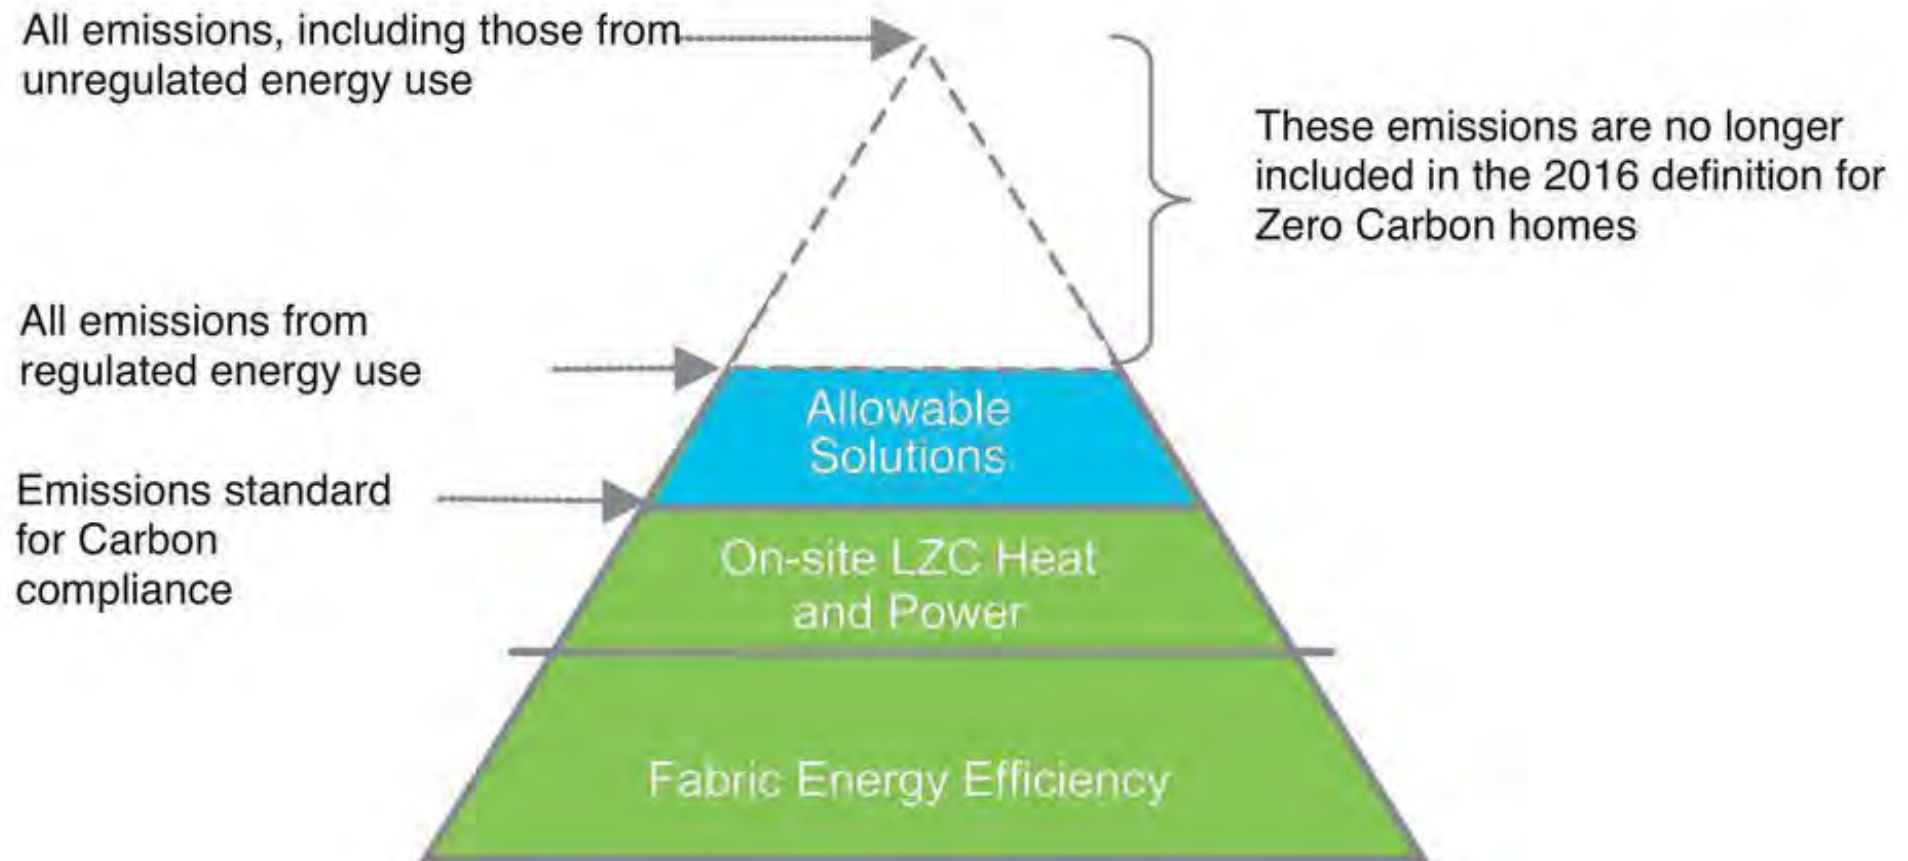 All emissions, including those from
unregulated energy use
These emissions are no longer
included in the 2016 definition for
Zero Carbon homes
All emissions from
regulated energy use
Allowable
Solutions
Emissions standard
for Carbon
compliance
On-site LZC Heat
and Power
Fabric Energy Efficiency